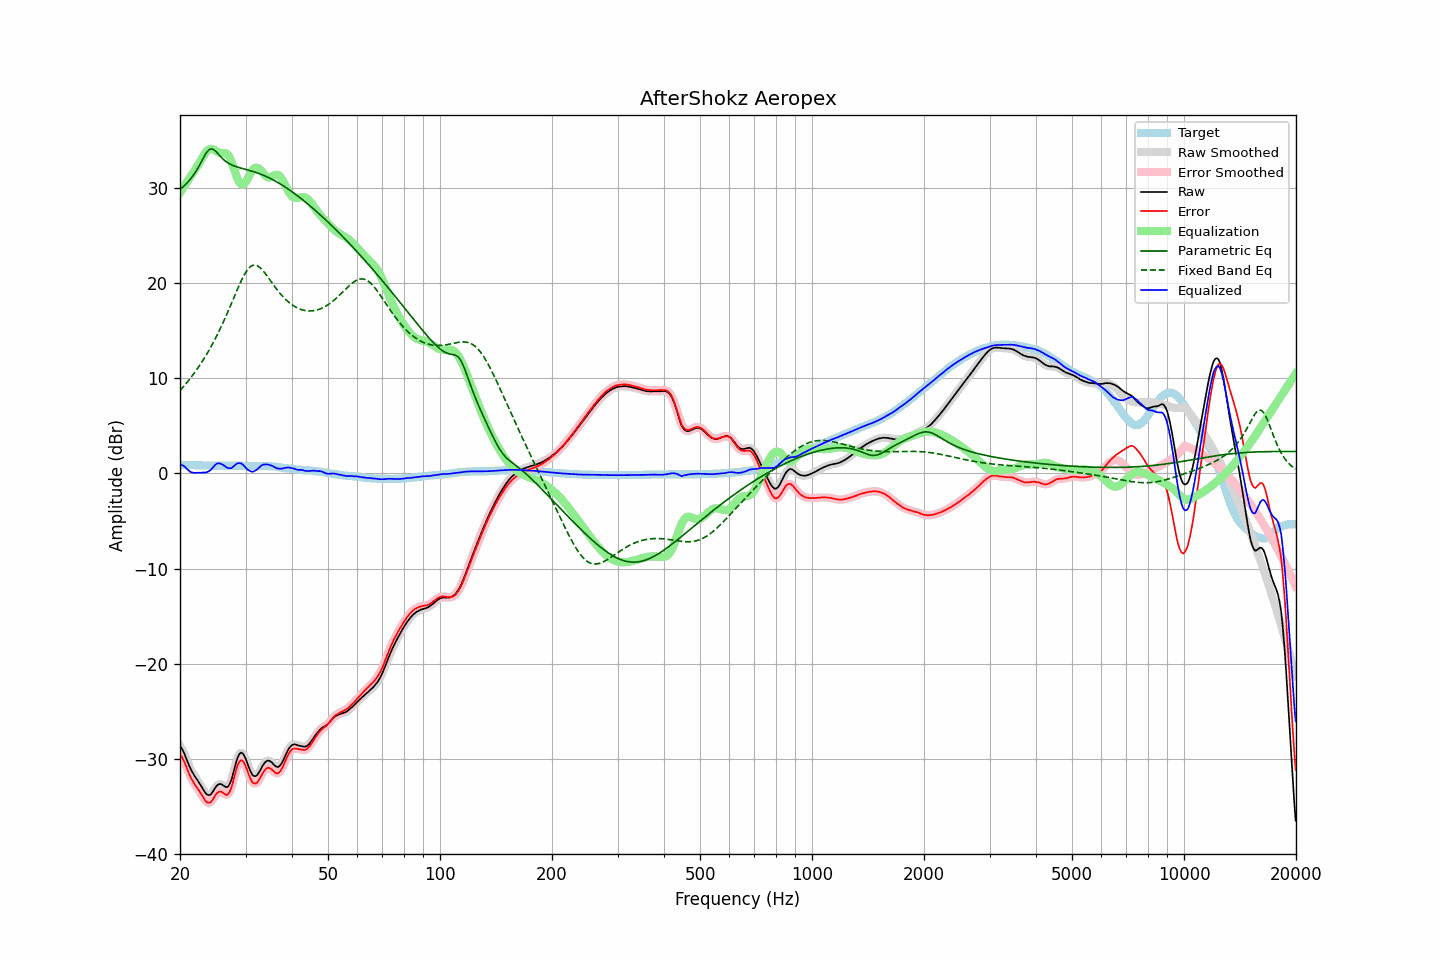 AfterShokz Aeropex
Amplitude (dBr)
30
20
10
0
−10
−20
−30
−40
20
50
100
200
500
1000
2000
5000
10000
20000
Frequency (Hz)
Target
Raw Smoothed
Error Smoothed
Raw
Error
Equalization
Parametric Eq
Fixed Band Eq
Equalized